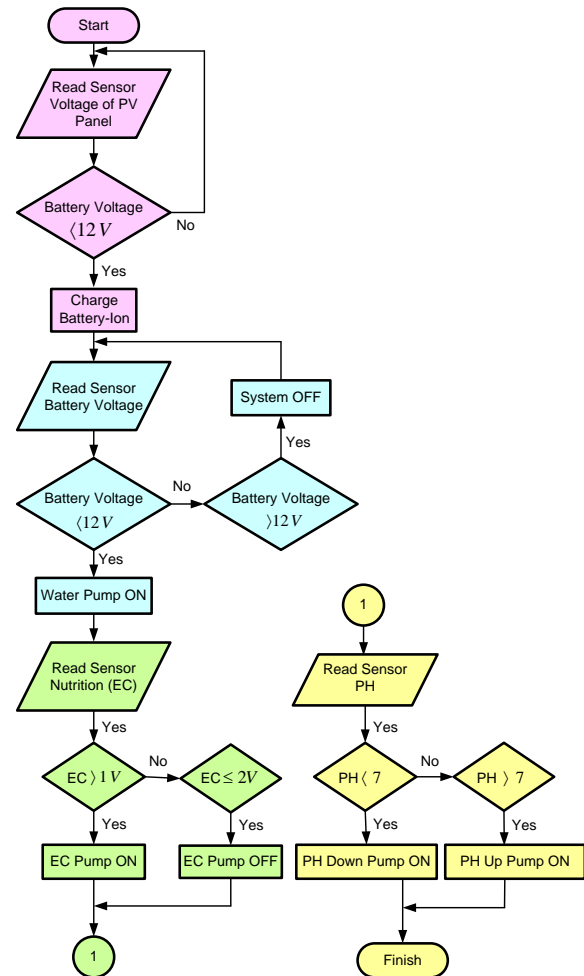 Start
Read Sensor
Voltage of PV
Panel
Battery Voltage
⟨12 V
No
Yes
Charge
Battery-Ion
Read Sensor
Battery Voltage
System OFF
Yes
Battery Voltage
⟨12 V
No
Battery Voltage
⟩12 V
Yes
Water Pump ON
Read Sensor
Nutrition (EC)
Yes
EC ⟩ 1 V
No
EC ≤ 2V
Yes
Yes
EC Pump ON
EC Pump OFF
1
1
Read Sensor
PH
Yes
PH ⟨ 7
No
PH ⟩ 7
Yes
Yes
PH Down Pump ON
PH Up Pump ON
Finish